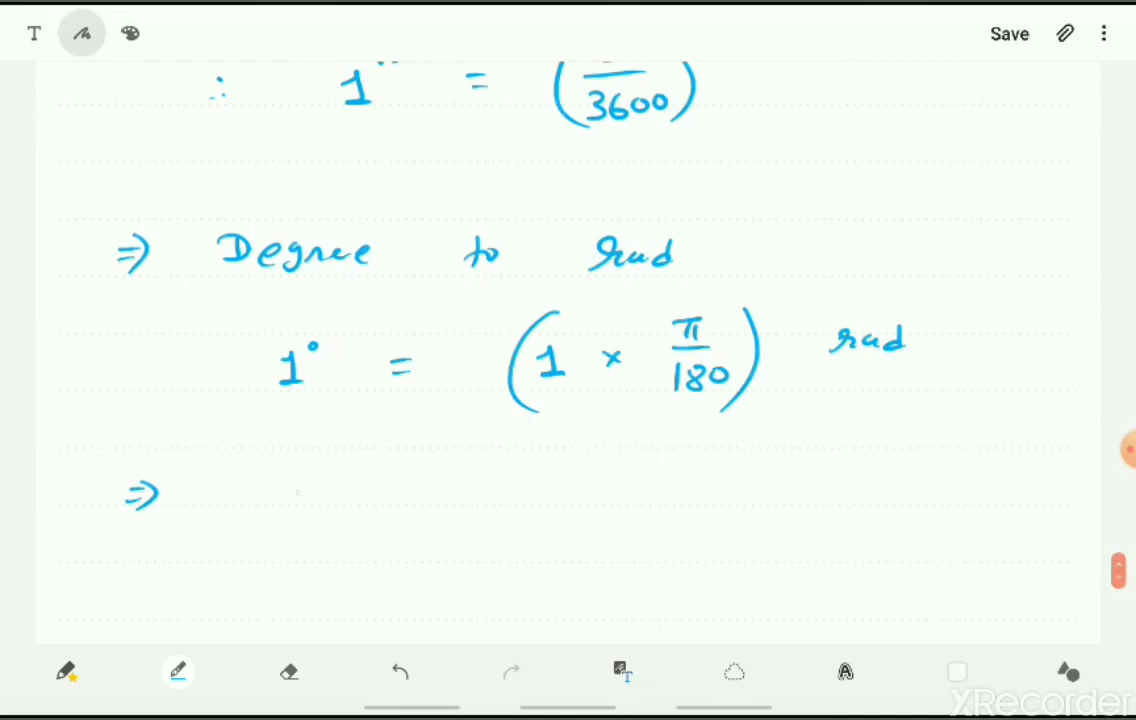 T Save
∴ 1" = ( / 3600)
⇒ Degree to rad
1° = (1 × π/180) rad
⇒
XRecorder